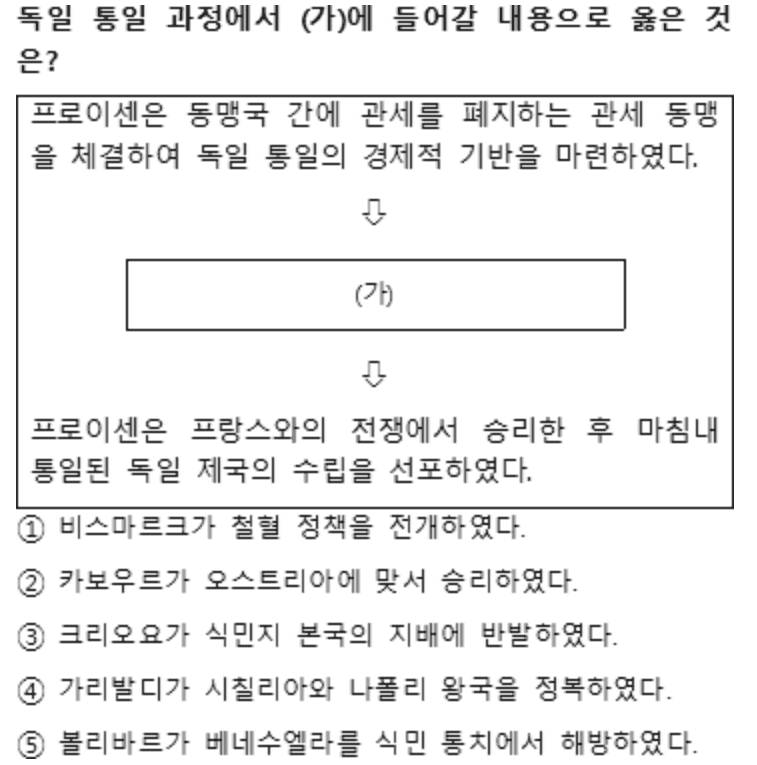 독일 통일 과정에서 (가)에 들어갈 내용으로 옳은 것
은?
프로이센은 동맹국 간에 관세를 폐지하는 관세 동맹
을 체결하여 독일 통일의 경제적 기반을 마련하였다.
⇩
(가)
⇩
프로이센은 프랑스와의 전쟁에서 승리한 후 마침내
통일된 독일 제국의 수립을 선포하였다.
① 비스마르크가 철혈 정책을 전개하였다.
② 카보우르가 오스트리아에 맞서 승리하였다.
③ 크리오요가 식민지 본국의 지배에 반발하였다.
④ 가리발디가 시칠리아와 나폴리 왕국을 정복하였다.
⑤ 볼리바르가 베네수엘라를 식민 통치에서 해방하였다.